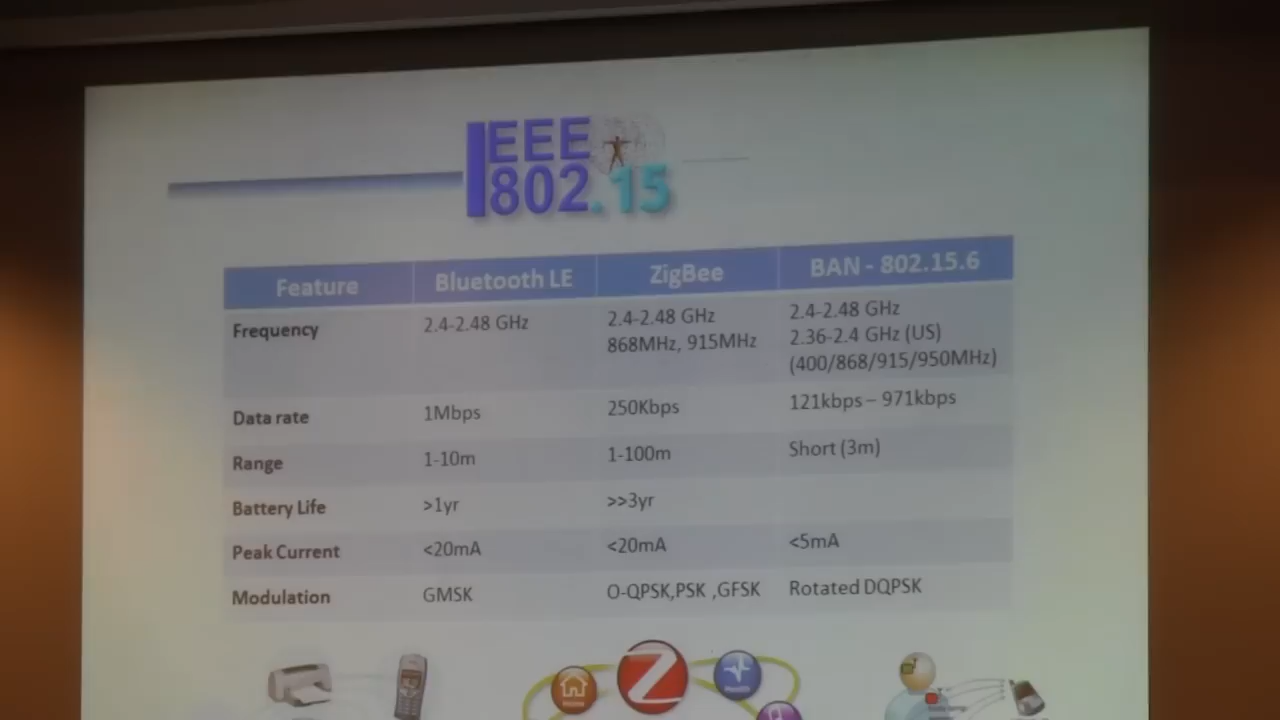 IEEE
802.15
Feature Bluetooth LE ZigBee BAN - 802.15.6
Frequency 2.4-2.48 GHz 2.4-2.48 GHz 2.4-2.48 GHz
868MHz, 915MHz 2.36-2.4 GHz (US)
(400/868/915/950MHz)
Data rate 1Mbps 250Kbps 121kbps – 971kbps
Range 1-10m 1-100m Short (3m)
Battery Life >1yr >>3yr
Peak Current <20mA <20mA <5mA
Modulation GMSK O-QPSK,PSK ,GFSK Rotated DQPSK
Z
Home